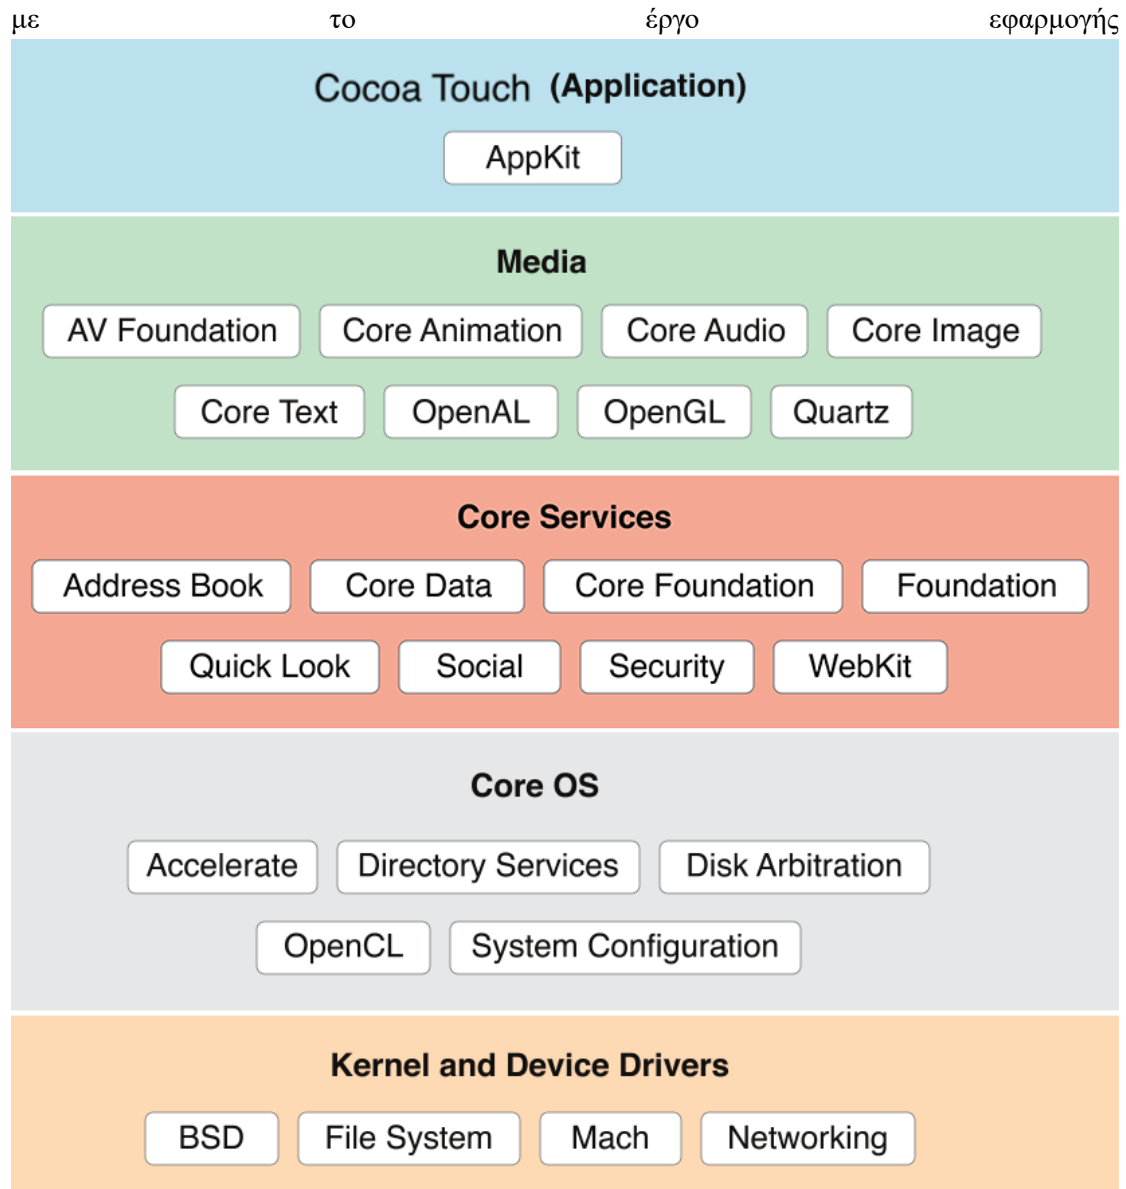 με το έργο εφαρμογής
Cocoa Touch (Application)
AppKit
Media
AV Foundation Core Animation Core Audio Core Image
Core Text OpenAL OpenGL Quartz
Core Services
Address Book Core Data Core Foundation Foundation
Quick Look Social Security WebKit
Core OS
Accelerate Directory Services Disk Arbitration
OpenCL System Configuration
Kernel and Device Drivers
BSD File System Mach Networking